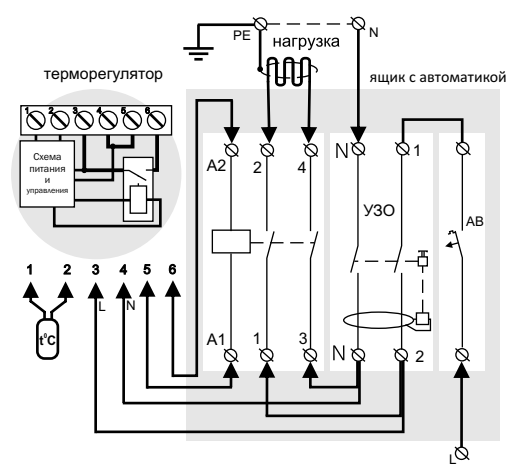 PE
N
нагрузка
терморегулятор
ящик с автоматикой
1 2 3 4 5 6
Схема
питания
и
управления
A2 2 4 N 1
УЗО
АВ
1 2 3 4 5 6
L N
t°C
A1 1 3 N 2
L